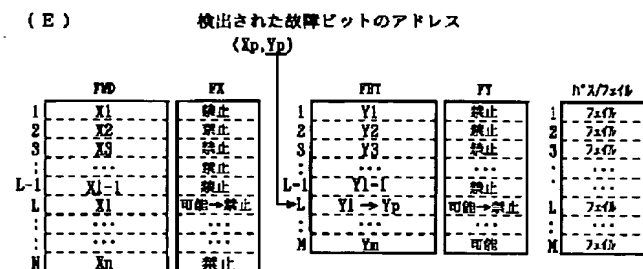 (E) 検出された故障ビットのアドレス
(Xp,Yp)
FWD FX FHT FY パス/フェイル
1 X1 禁止 1 Y1 禁止 1 フェイル
2 X2 禁止 2 Y2 禁止 2 フェイル
3 X3 禁止 3 Y3 禁止 3 フェイル
: ... 禁止 : ... ... : ...
L-1 Xl-1 禁止 L-1 Yl-1 禁止 ...
L Xl 可能→禁止 L Yl→Yp 可能→禁止 L フェイル
: ... ... : ... ... : ...
: ... ... : ... ... : ...
N Xn 禁止 M Ym 可能 M フェイル